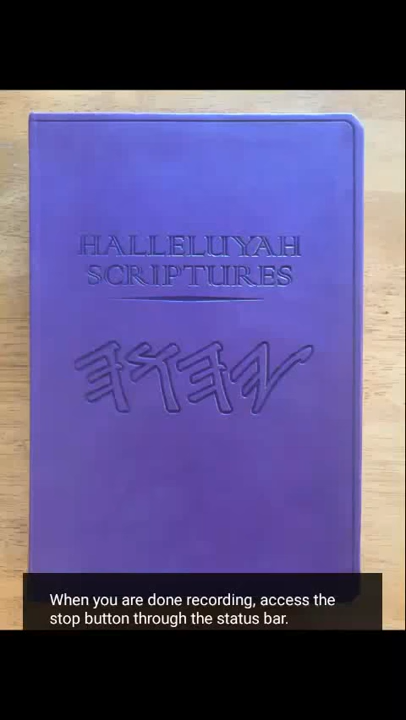 HALLELUYAH
SCRIPTURES
𐤉𐤄𐤅𐤄
When you are done recording, access the
stop button through the status bar.